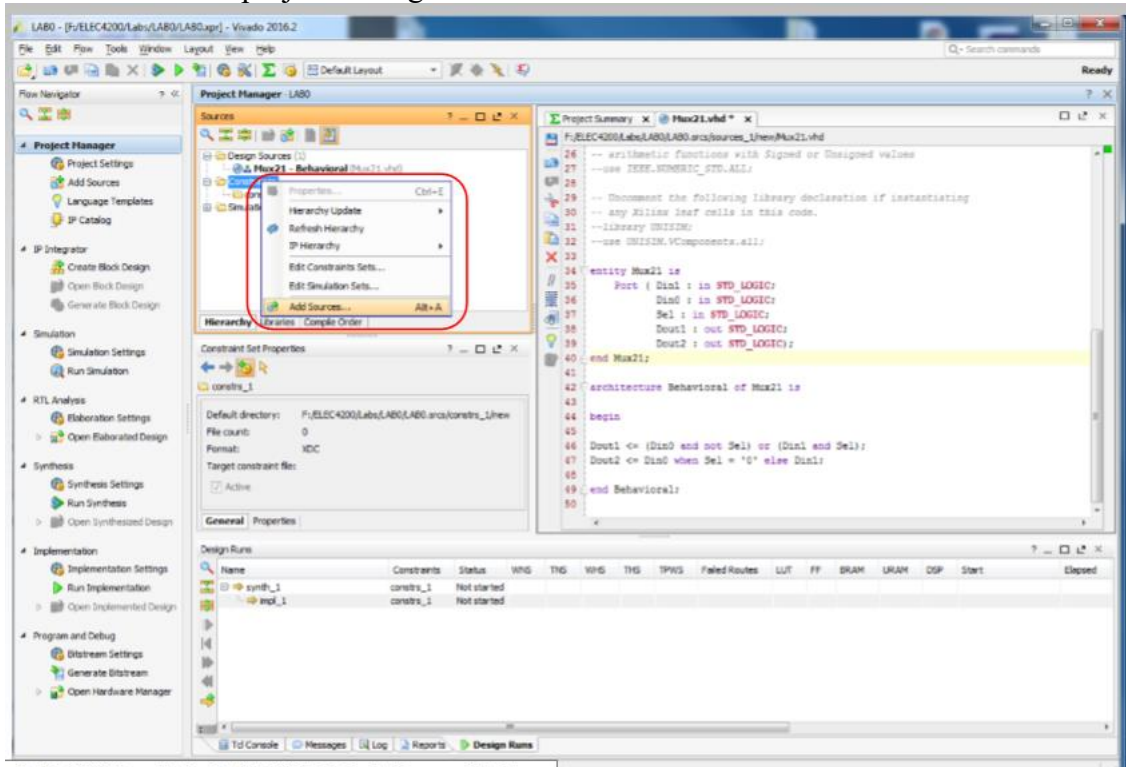 LAB0 - [F:/ELEC4200/Labs/LAB0/LAB0.xpr] - Vivado 2016.2
File Edit Flow Tools Window Layout View Help
Q- Search commands
Default Layout
Ready
Flow Navigator
Project Manager
Project Settings
Add Sources
Language Templates
IP Catalog
IP Integrator
Create Block Design
Open Block Design
Generate Block Design
Simulation
Simulation Settings
Run Simulation
RTL Analysis
Elaboration Settings
Open Elaborated Design
Synthesis
Synthesis Settings
Run Synthesis
Open Synthesized Design
Implementation
Implementation Settings
Run Implementation
Open Implemented Design
Program and Debug
Bitstream Settings
Generate Bitstream
Open Hardware Manager
Project Manager - LAB0
Sources
Design Sources (1)
Mux21 - Behavioral (Mux21.vhd)
Properties... Ctrl+E
Hierarchy Update
Refresh Hierarchy
IP Hierarchy
Edit Constraints Sets...
Edit Simulation Sets...
Add Sources... Alt+A
Hierarchy Libraries Compile Order
Constraint Set Properties
constrs_1
Default directory: F:/ELEC4200/Labs/LAB0/LAB0.srcs/constrs_1/new
File count: 0
Format: XDC
Target constraint file:
Active
General Properties
Project Summary x Mux21.vhd * x
F:/ELEC4200/Labs/LAB0/LAB0.srcs/sources_1/new/Mux21.vhd
26 -- arithmetic functions with Signed or Unsigned values
27 --use IEEE.NUMERIC_STD.ALL;
28
29 -- Uncomment the following library declaration if instantiating
30 -- any Xilinx leaf cells in this code.
31 --library UNISIM;
32 --use UNISIM.VComponents.all;
33
34 entity Mux21 is
35 Port ( Din1 : in STD_LOGIC;
36 Din0 : in STD_LOGIC;
37 Sel : in STD_LOGIC;
38 Dout1 : out STD_LOGIC;
39 Dout2 : out STD_LOGIC);
40 end Mux21;
41
42 architecture Behavioral of Mux21 is
43
44 begin
45
46 Dout1 <= (Din0 and not Sel) or (Din1 and Sel);
47 Dout2 <= Din0 when Sel = '0' else Din1;
48
49 end Behavioral;
50
Design Runs
Name Constraints Status WNS TNS WHS THS TPWS Failed Routes LUT FF BRAM URAM DSP Start Elapsed
synth_1 constrs_1 Not started
impl_1 constrs_1 Not started
Tcl Console Messages Log Reports Design Runs